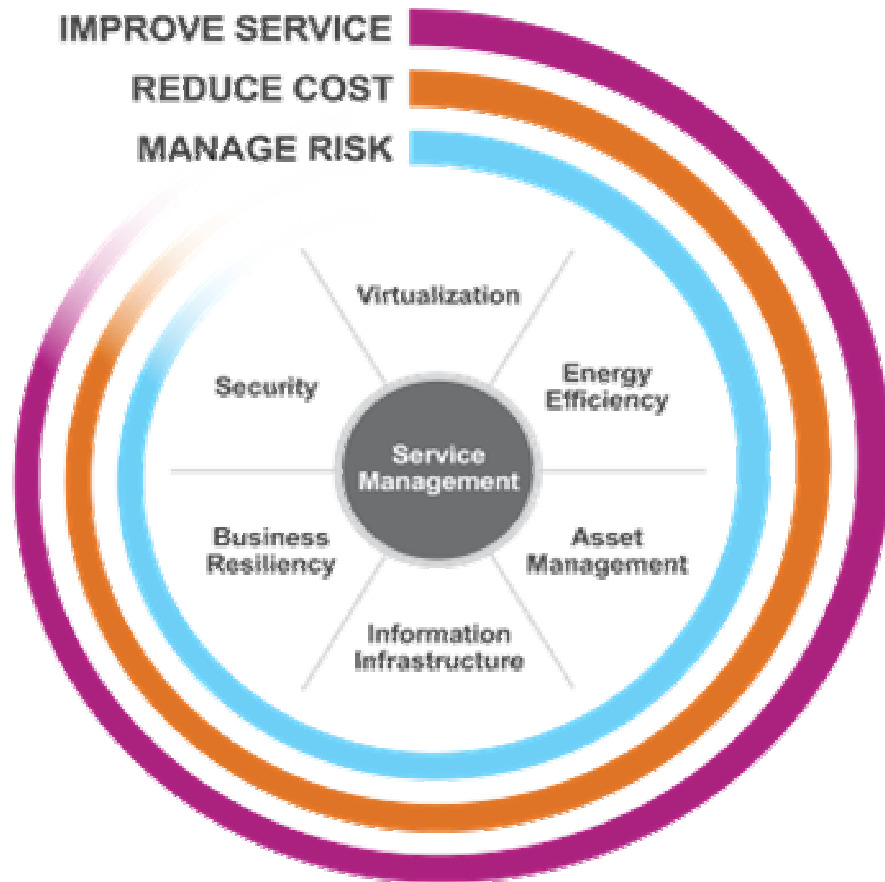 IMPROVE SERVICE
REDUCE COST
MANAGE RISK
Virtualization
Security
Energy
Efficiency
Service
Management
Business
Resiliency
Asset
Management
Information
Infrastructure